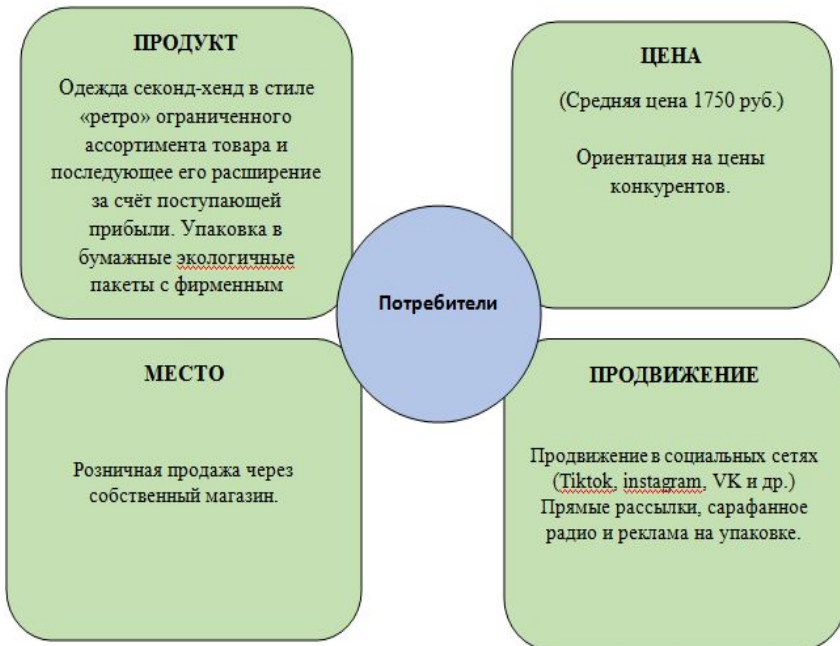 ПРОДУКТ
Одежда секонд-хенд в стиле
«ретро» ограниченного
ассортимента товара и
последующее его расширение
за счёт поступающей
прибыли. Упаковка в
бумажные экологичные
пакеты с фирменным
ЦЕНА
(Средняя цена 1750 руб.)
Ориентация на цены
конкурентов.
Потребители
МЕСТО
Розничная продажа через
собственный магазин.
ПРОДВИЖЕНИЕ
Продвижение в социальных сетях
(Tiktok, instagram, VK и др.)
Прямые рассылки, сарафанное
радио и реклама на упаковке.